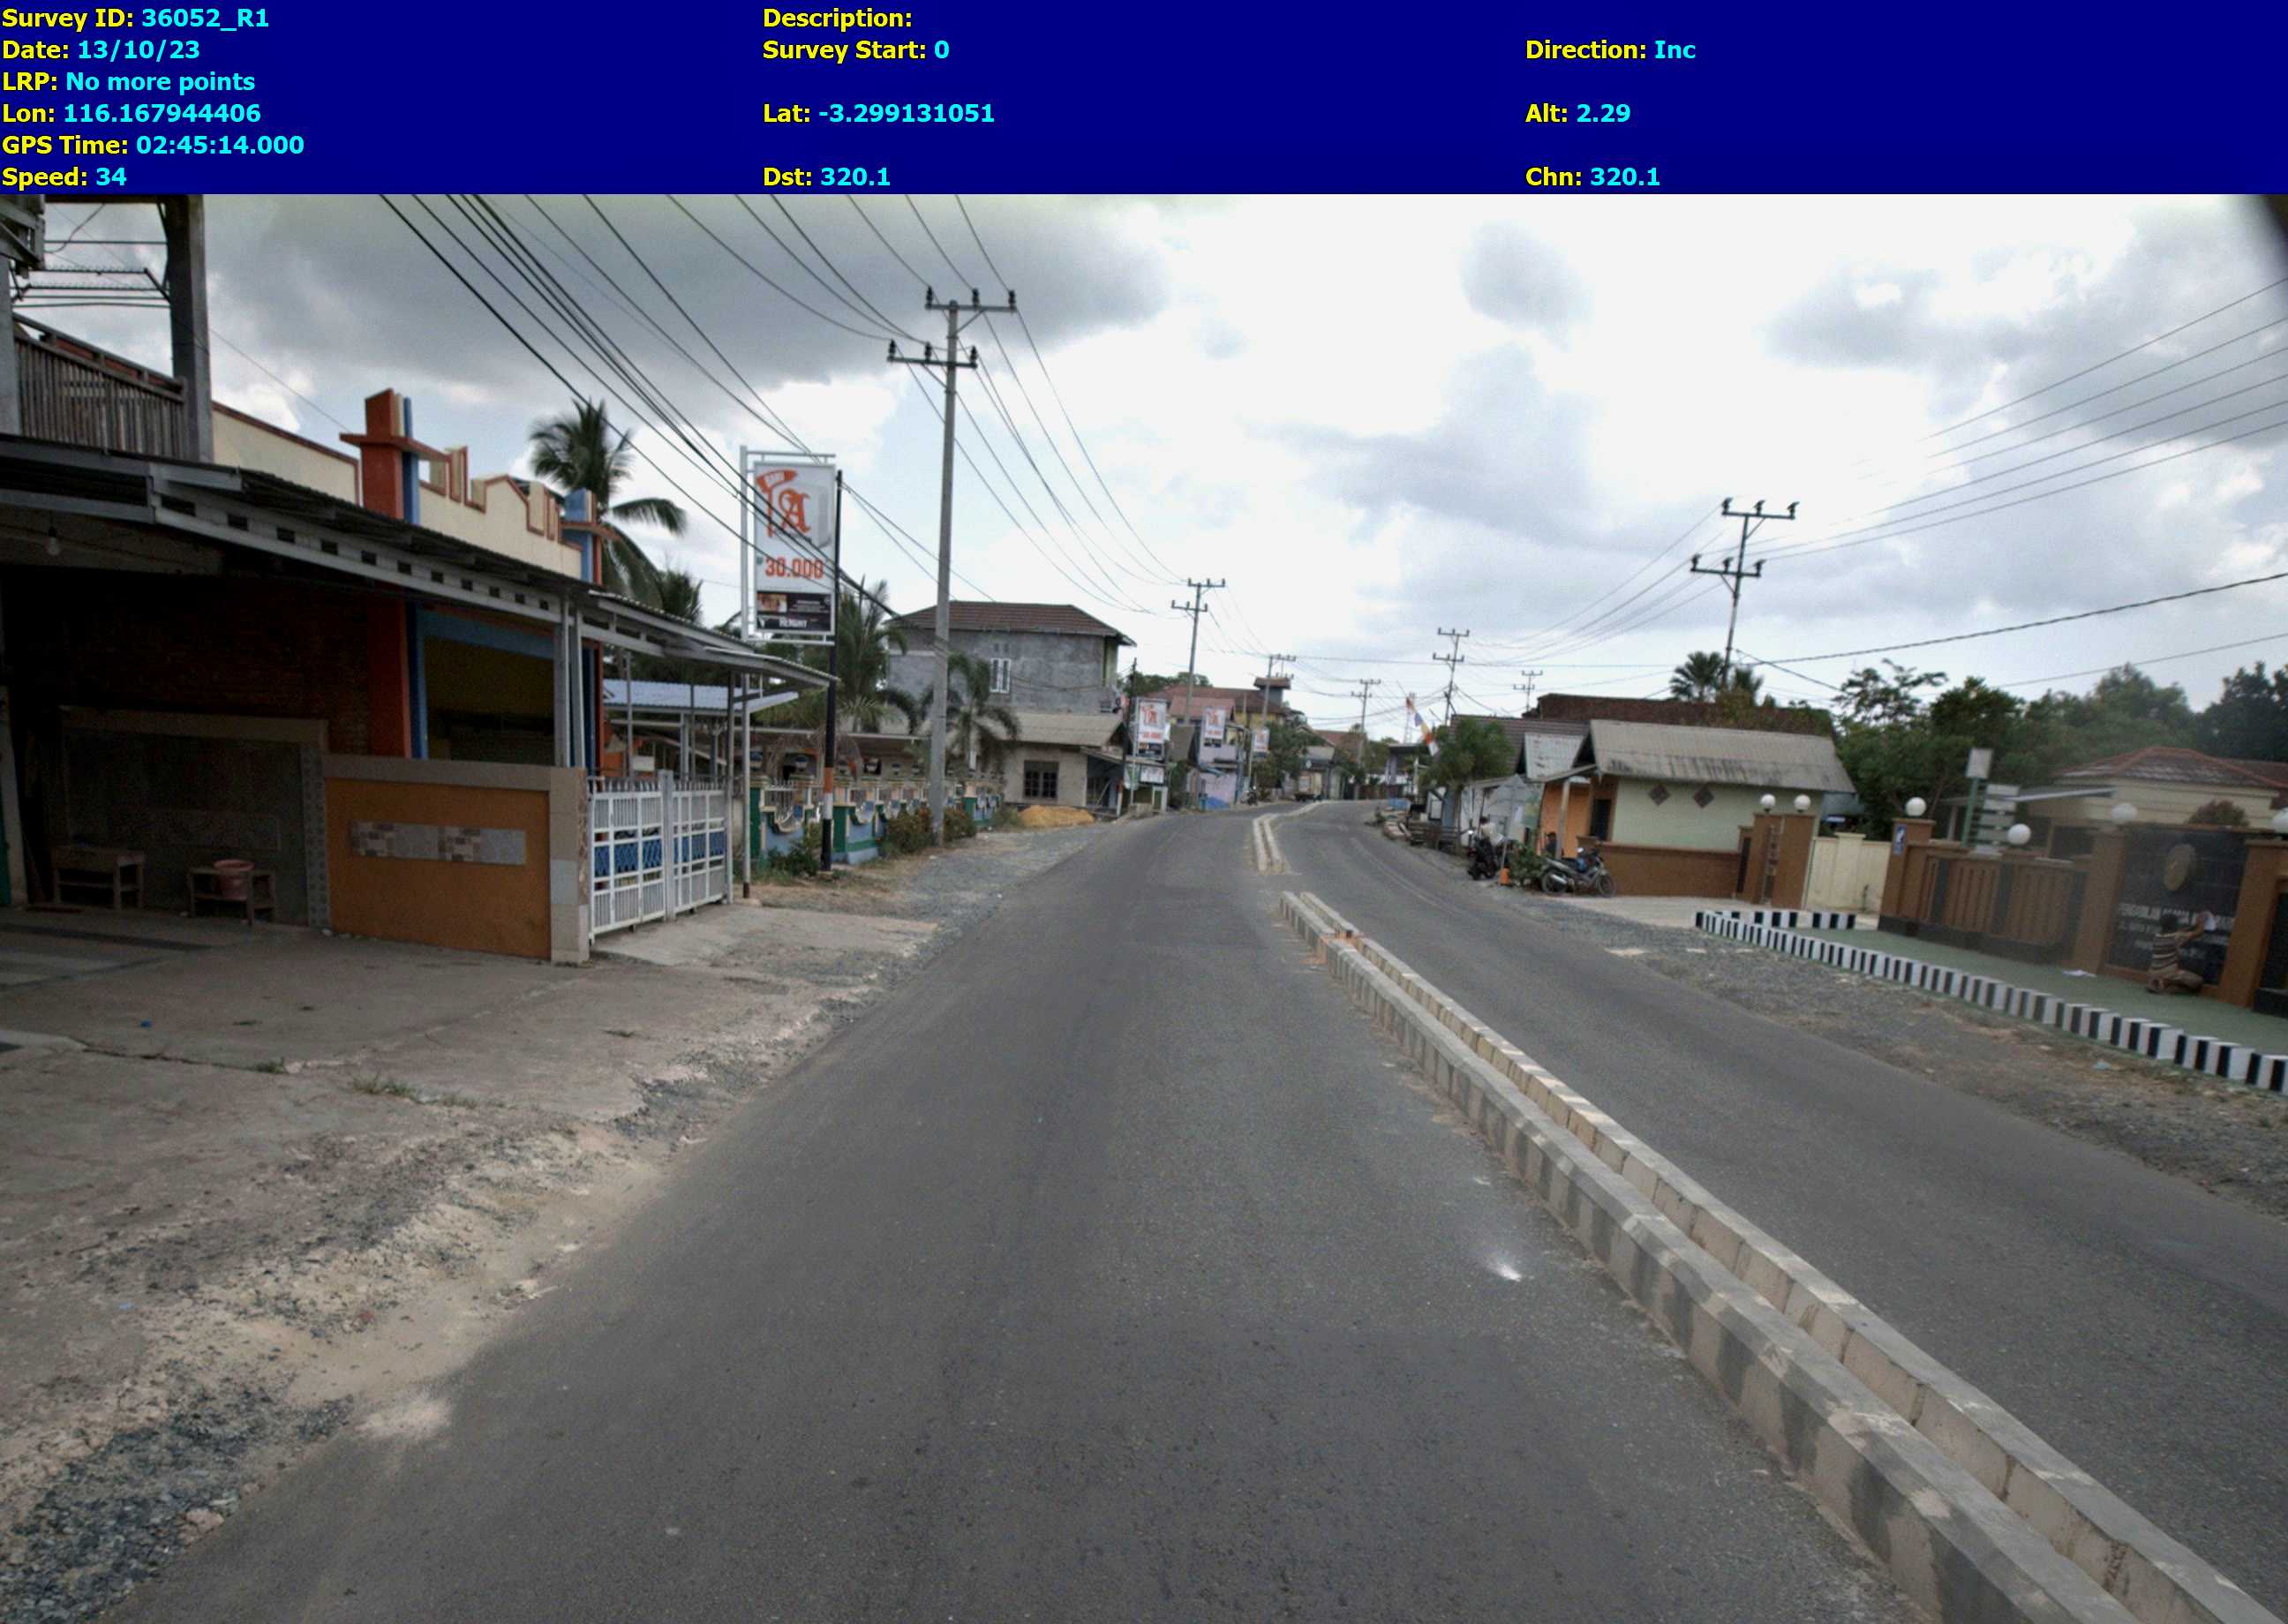 Survey ID: 36052_R1
Description:
Date: 13/10/23
Survey Start: 0
Direction: Inc
LRP: No more points
Lon: 116.167944406
Lat: -3.299131051
Alt: 2.29
GPS Time: 02:45:14.000
Speed: 34
Dst: 320.1
Chn: 320.1
A
30.000
PENGADILAN AGAMA